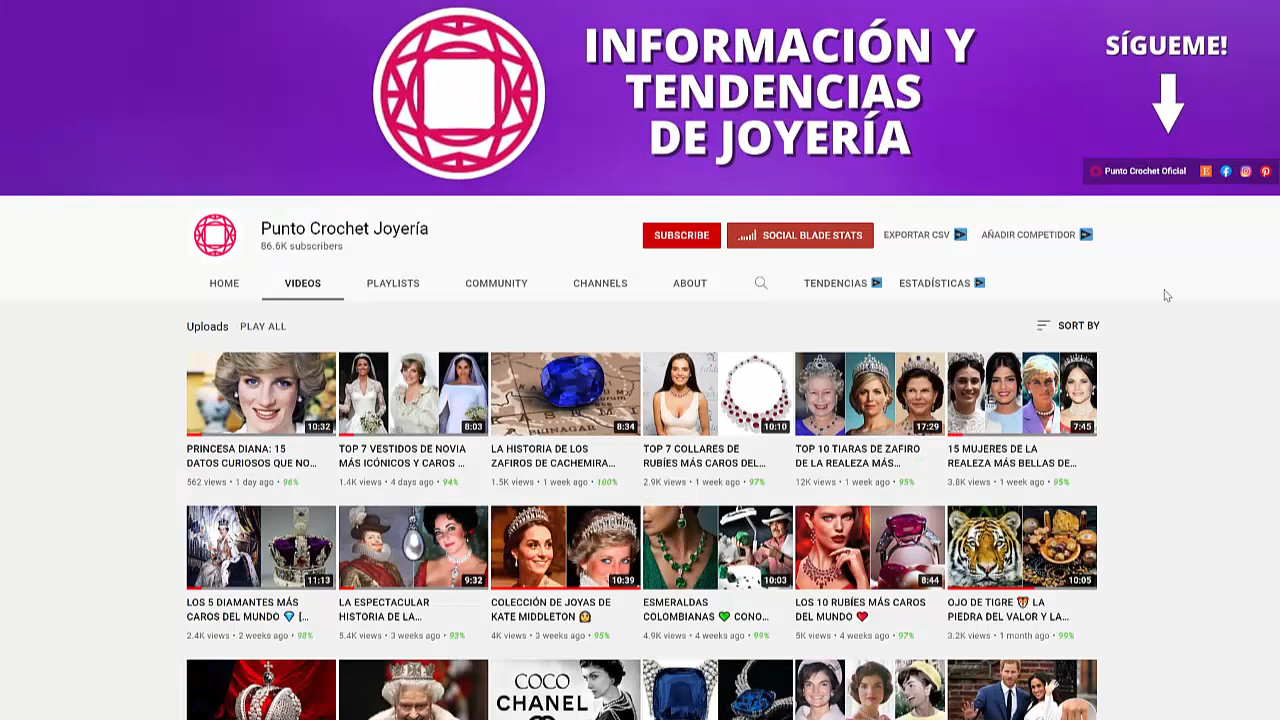 INFORMACIÓN Y
TENDENCIAS
DE JOYERÍA
SÍGUEME!
Punto Crochet Oficial
Punto Crochet Joyería
86.6K subscribers
SUBSCRIBE
SOCIAL BLADE STATS
EXPORTAR CSV
AÑADIR COMPETIDOR
HOME
VIDEOS
PLAYLISTS
COMMUNITY
CHANNELS
ABOUT
TENDENCIAS
ESTADÍSTICAS
Uploads PLAY ALL
SORT BY
10:32
PRINCESA DIANA: 15
DATOS CURIOSOS QUE NO...
562 views • 1 day ago • 96%
8:03
TOP 7 VESTIDOS DE NOVIA
MÁS ICÓNICOS Y CAROS ...
1.4K views • 4 days ago • 94%
8:34
LA HISTORIA DE LOS
ZAFIROS DE CACHEMIRA...
1.5K views • 1 week ago • 100%
10:10
TOP 7 COLLARES DE
RUBÍES MÁS CAROS DEL...
2.9K views • 1 week ago • 97%
17:29
TOP 10 TIARAS DE ZAFIRO
DE LA REALEZA MÁS...
12K views • 1 week ago • 95%
7:45
15 MUJERES DE LA
REALEZA MÁS BELLAS DE...
3.8K views • 1 week ago • 95%
11:13
LOS 5 DIAMANTES MÁS
CAROS DEL MUNDO 💎 [...
2.4K views • 2 weeks ago • 98%
9:32
LA ESPECTACULAR
HISTORIA DE LA...
5.4K views • 3 weeks ago • 93%
10:39
COLECCIÓN DE JOYAS DE
KATE MIDDLETON 👸
4K views • 3 weeks ago • 95%
10:03
ESMERALDAS
COLOMBIANAS 💚 CONO...
4.9K views • 4 weeks ago • 99%
8:44
LOS 10 RUBÍES MÁS CAROS
DEL MUNDO ❤️
5K views • 4 weeks ago • 97%
10:05
OJO DE TIGRE 🐯 LA
PIEDRA DEL VALOR Y LA...
3.2K views • 1 month ago • 99%
COCO
CHANEL